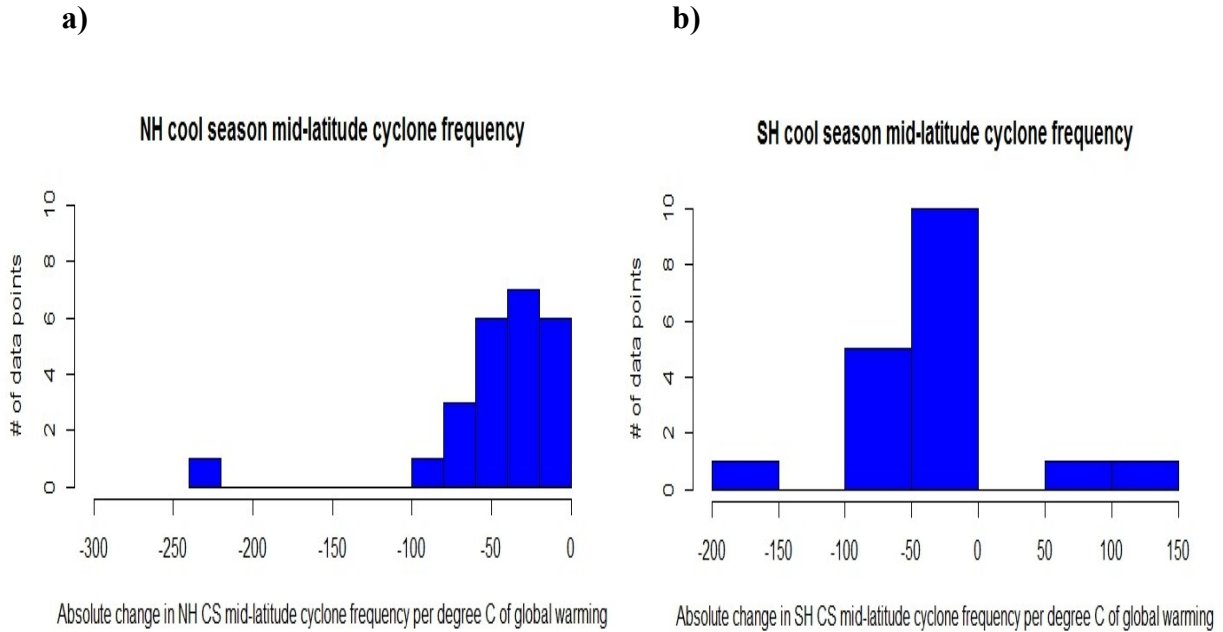 a)
NH cool season mid-latitude cyclone frequency
# of data points
10
8
6
4
2
0
-300 -250 -200 -150 -100 -50 0
Absolute change in NH CS mid-latitude cyclone frequency per degree C of global warming
b)
SH cool season mid-latitude cyclone frequency
# of data points
10
8
6
4
2
0
-200 -150 -100 -50 0 50 100 150
Absolute change in SH CS mid-latitude cyclone frequency per degree C of global warming